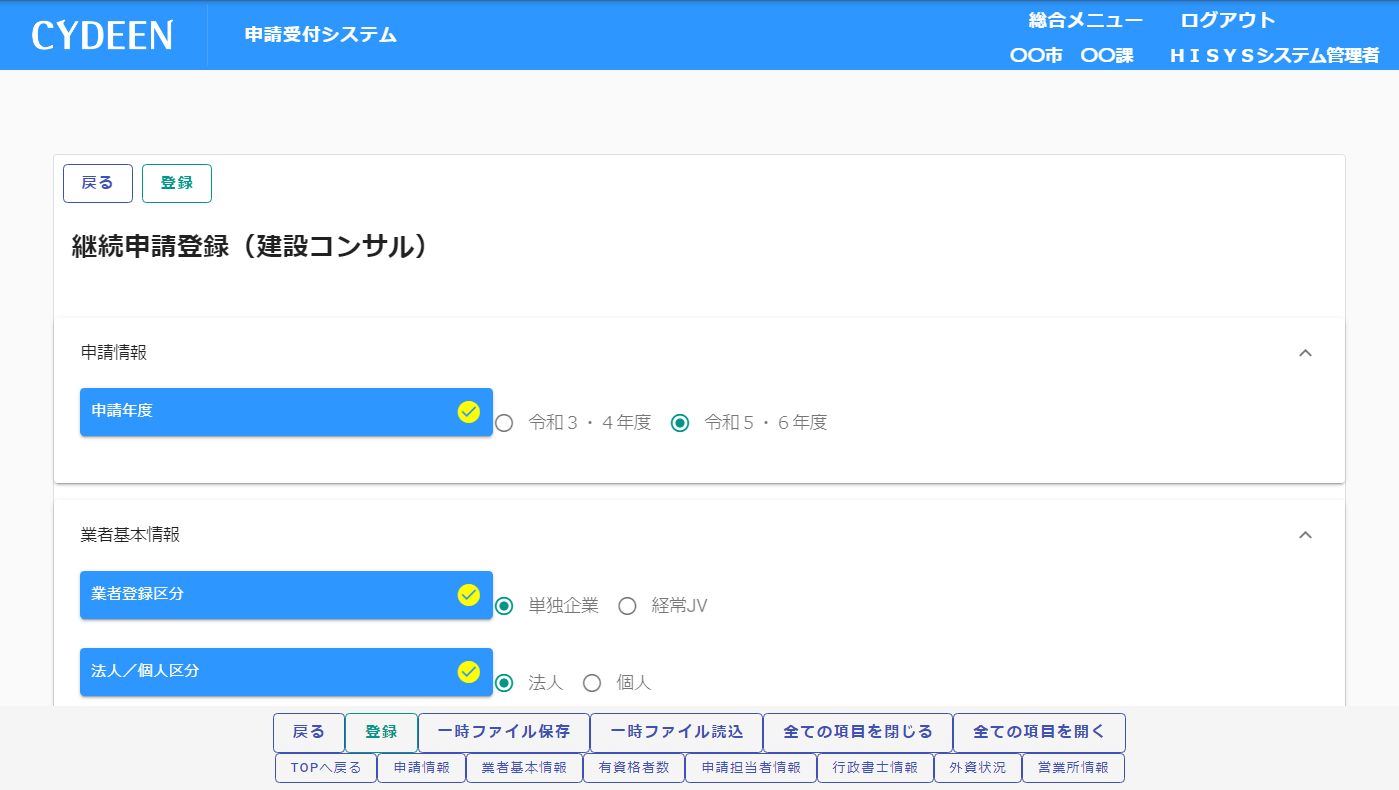 CYDEEN
申請受付システム
総合メニュー ログアウト
〇〇市 〇〇課 ＨＩＳＹＳシステム管理者
戻る 登録
継続申請登録（建設コンサル）
申請情報
申請年度 令和３・４年度 令和５・６年度
業者基本情報
業者登録区分 単独企業 経常JV
法人／個人区分 法人 個人
戻る 登録 一時ファイル保存 一時ファイル読込 全ての項目を閉じる 全ての項目を開く
TOPへ戻る 申請情報 業者基本情報 有資格者数 申請担当者情報 行政書士情報 外資状況 営業所情報